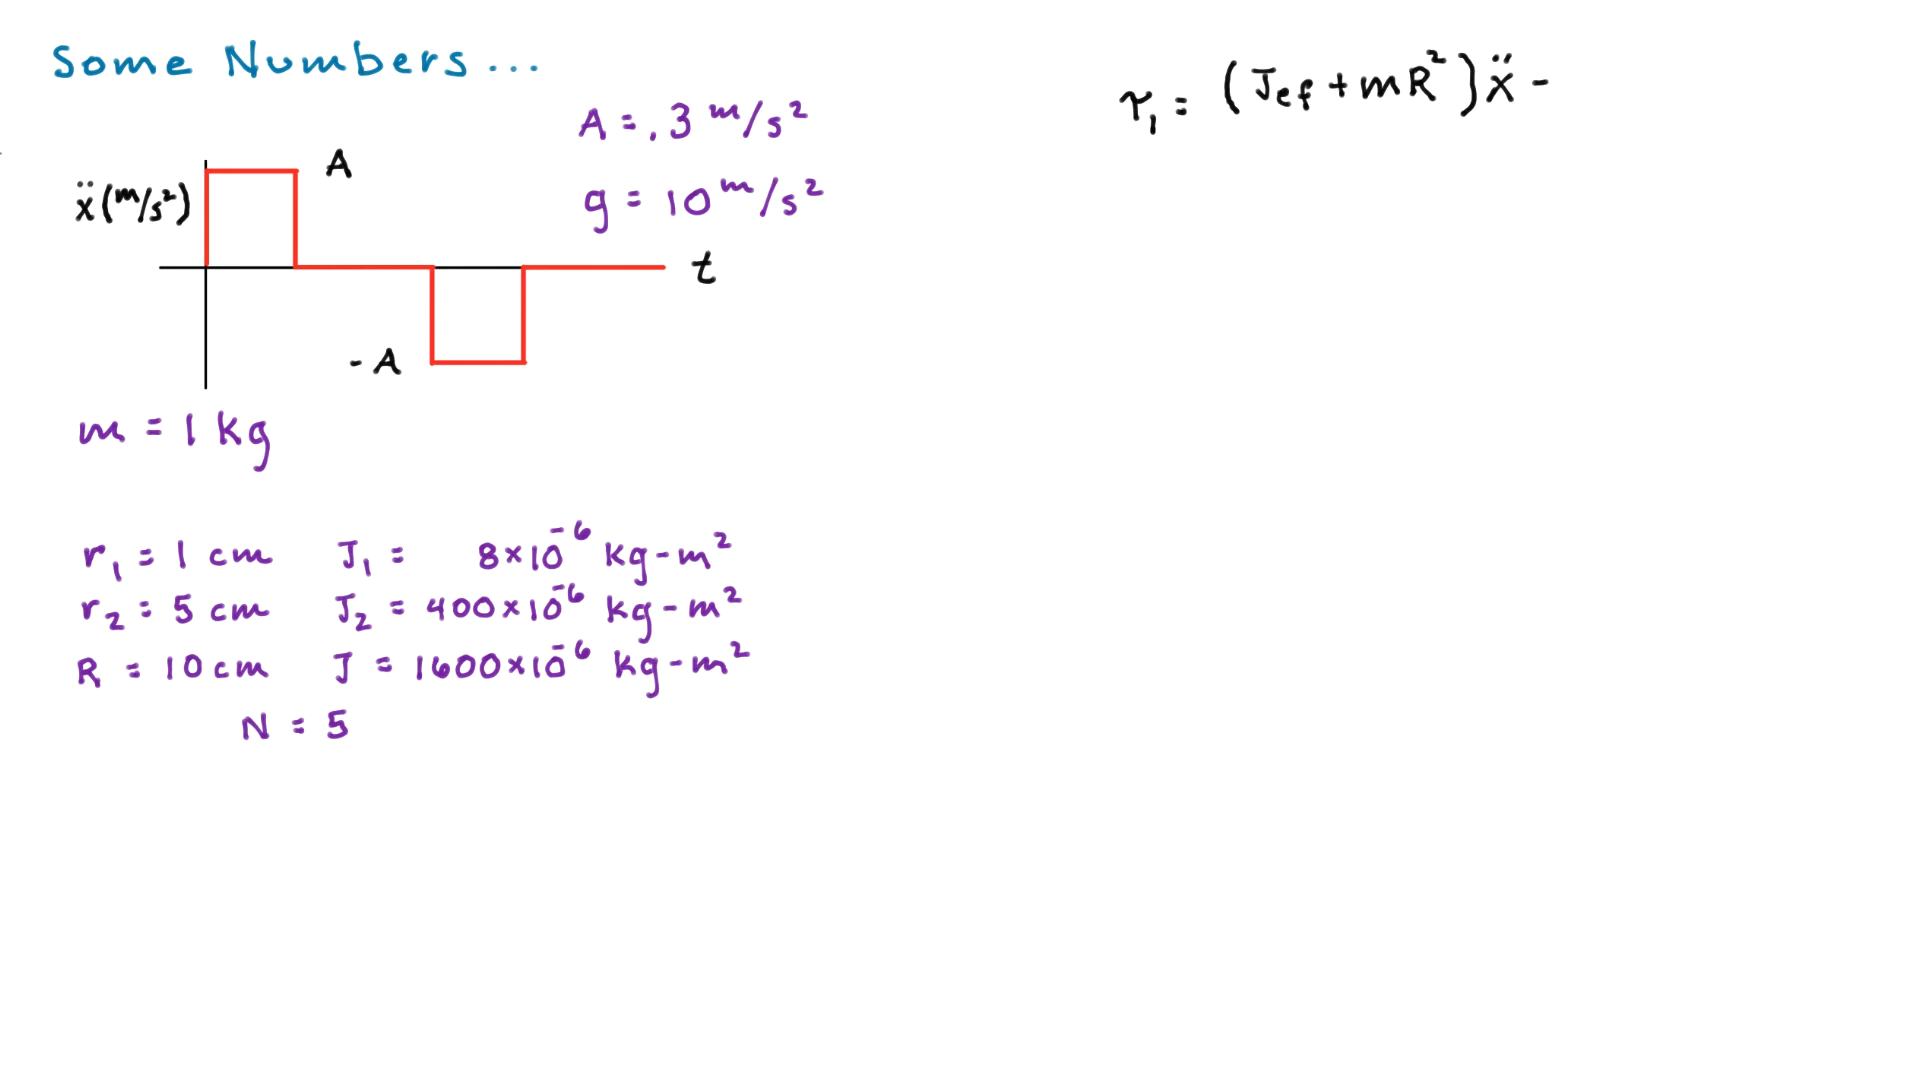 Some Numbers...
A = .3 m/s²
g = 10 m/s²
ẍ (m/s²)
A
t
-A
m = 1 kg
r₁ = 1 cm J₁ = 8×10⁻⁶ kg-m²
r₂ = 5 cm J₂ = 400×10⁻⁶ kg-m²
R = 10 cm J = 1600×10⁻⁶ kg-m²
N = 5
τ₁ = (J_ef + mR²)ẍ -